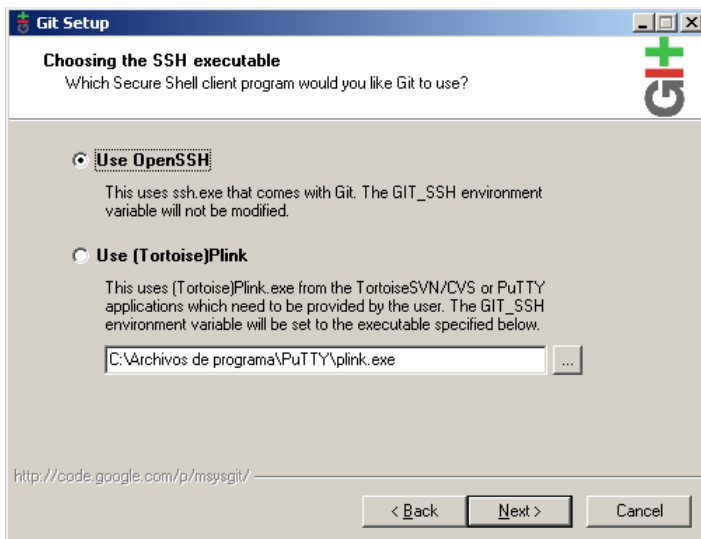 Git Setup
Choosing the SSH executable
Which Secure Shell client program would you like Git to use?
GIT
Use OpenSSH
This uses ssh.exe that comes with Git. The GIT_SSH environment
variable will not be modified.
Use (Tortoise)Plink
This uses (Tortoise)Plink.exe from the TortoiseSVN/CVS or PuTTY
applications which need to be provided by the user. The GIT_SSH
environment variable will be set to the executable specified below.
C:\Archivos de programa\PuTTY\plink.exe
...
http://code.google.com/p/msysgit/
< Back Next > Cancel